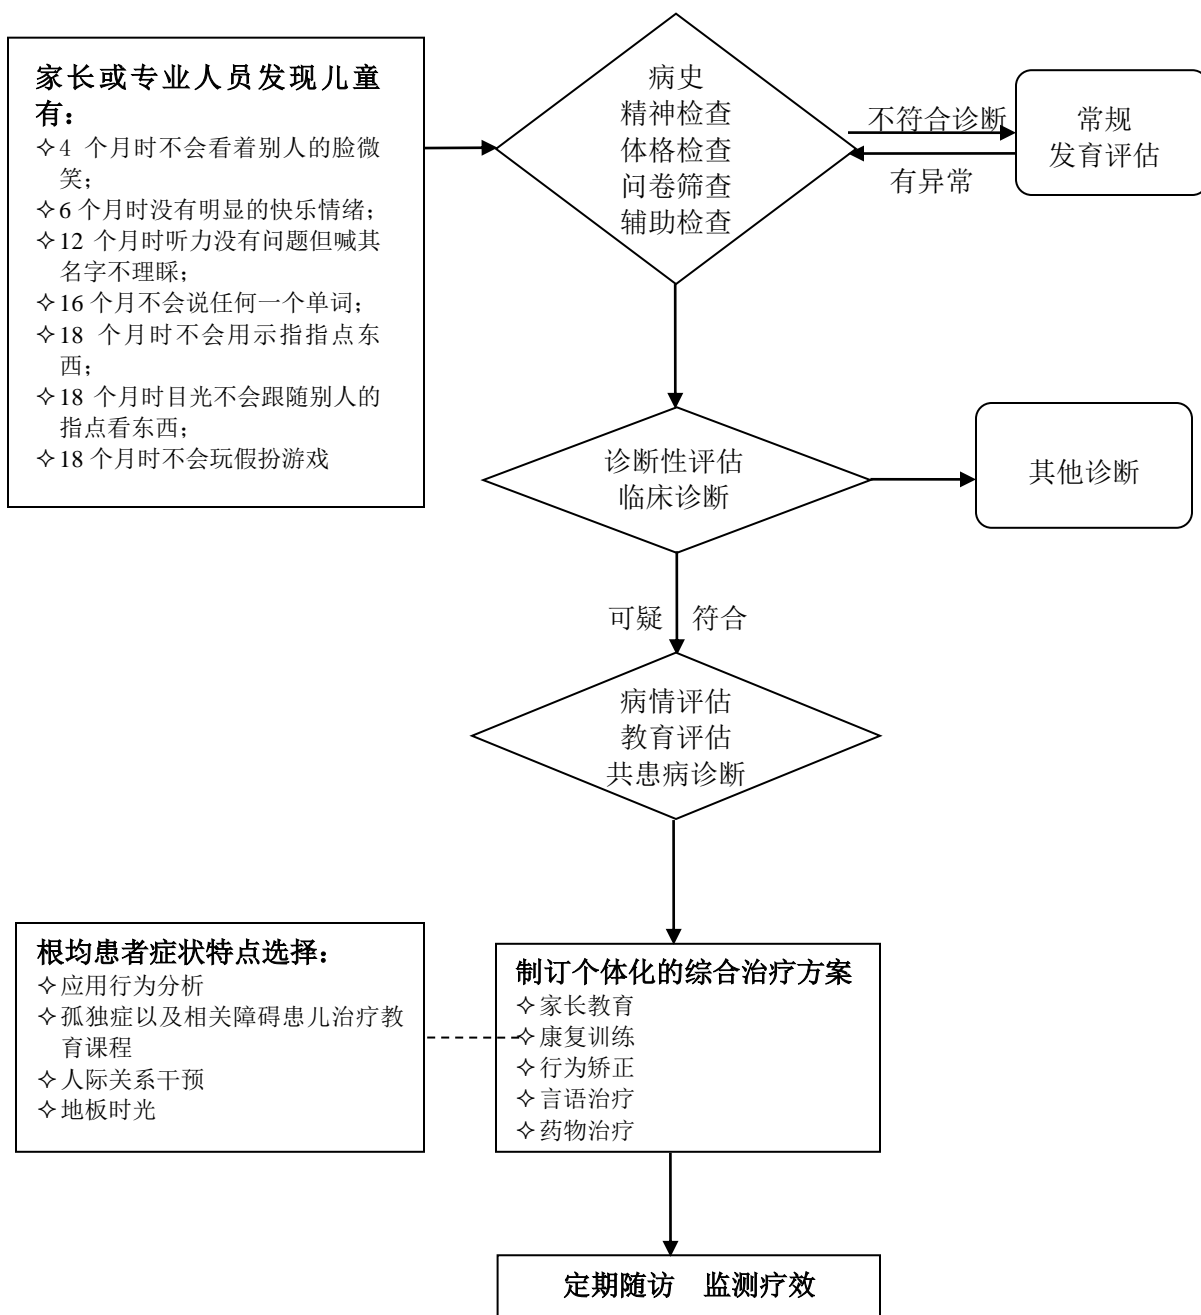 家长或专业人员发现儿童
有：
✧4 个月时不会看着别人的脸微
笑；
✧6 个月时没有明显的快乐情绪；
✧12 个月时听力没有问题但喊其
名字不理睬；
✧16 个月不会说任何一个单词；
✧18 个月时不会用示指指点东
西；
✧18 个月时目光不会跟随别人的
指点看东西；
✧18 个月时不会玩假扮游戏
病史
精神检查
体格检查
问卷筛查
辅助检查
不符合诊断
有异常
常规
发育评估
诊断性评估
临床诊断
其他诊断
可疑 符合
病情评估
教育评估
共患病诊断
根均患者症状特点选择：
✧应用行为分析
✧孤独症以及相关障碍患儿治疗教
育课程
✧人际关系干预
✧地板时光
制订个体化的综合治疗方案
✧家长教育
✧康复训练
✧行为矫正
✧言语治疗
✧药物治疗
定期随访 监测疗效